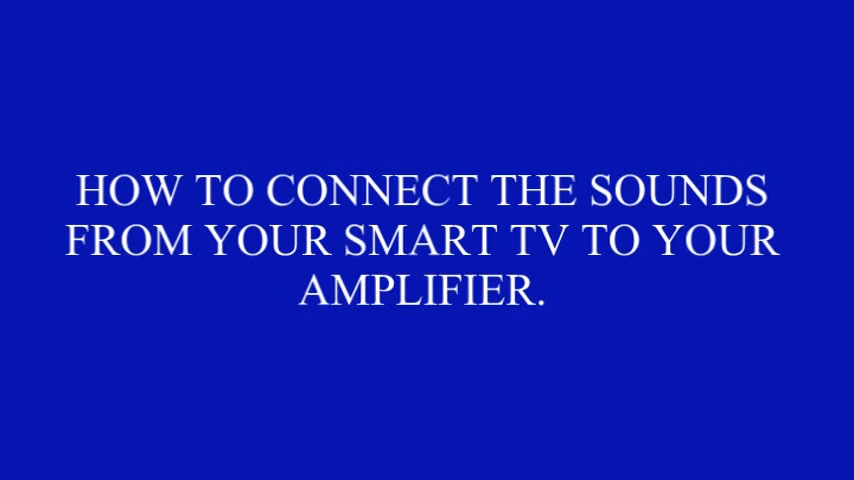 HOW TO CONNECT THE SOUNDS
FROM YOUR SMART TV TO YOUR
AMPLIFIER.